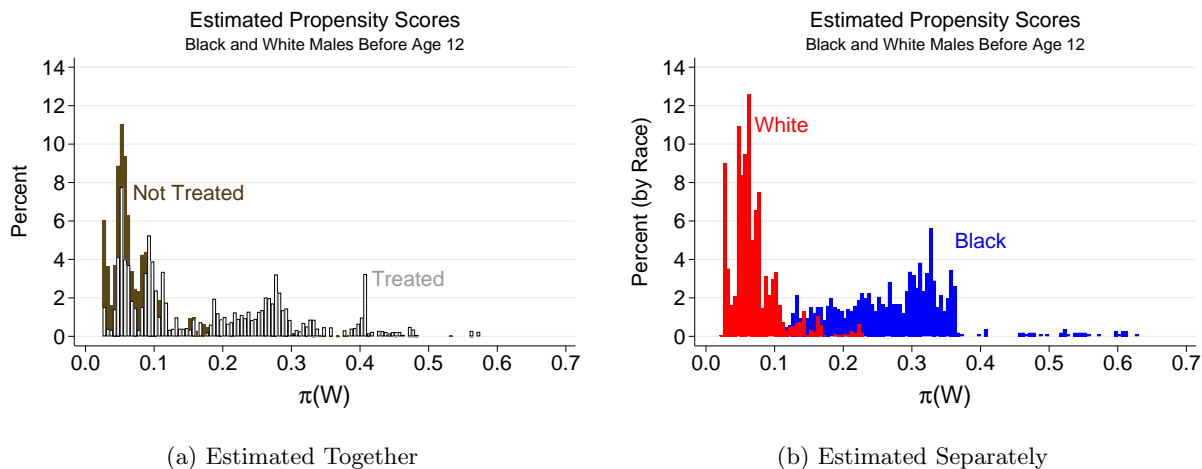 Estimated Propensity Scores
Black and White Males Before Age 12
14
12
10
8
6
4
2
0
Percent
Not Treated
Treated
0.0 0.1 0.2 0.3 0.4 0.5 0.6 0.7
π(W)
(a) Estimated Together
Estimated Propensity Scores
Black and White Males Before Age 12
14
12
10
8
6
4
2
0
Percent (by Race)
White
Black
0.0 0.1 0.2 0.3 0.4 0.5 0.6 0.7
π(W)
(b) Estimated Separately